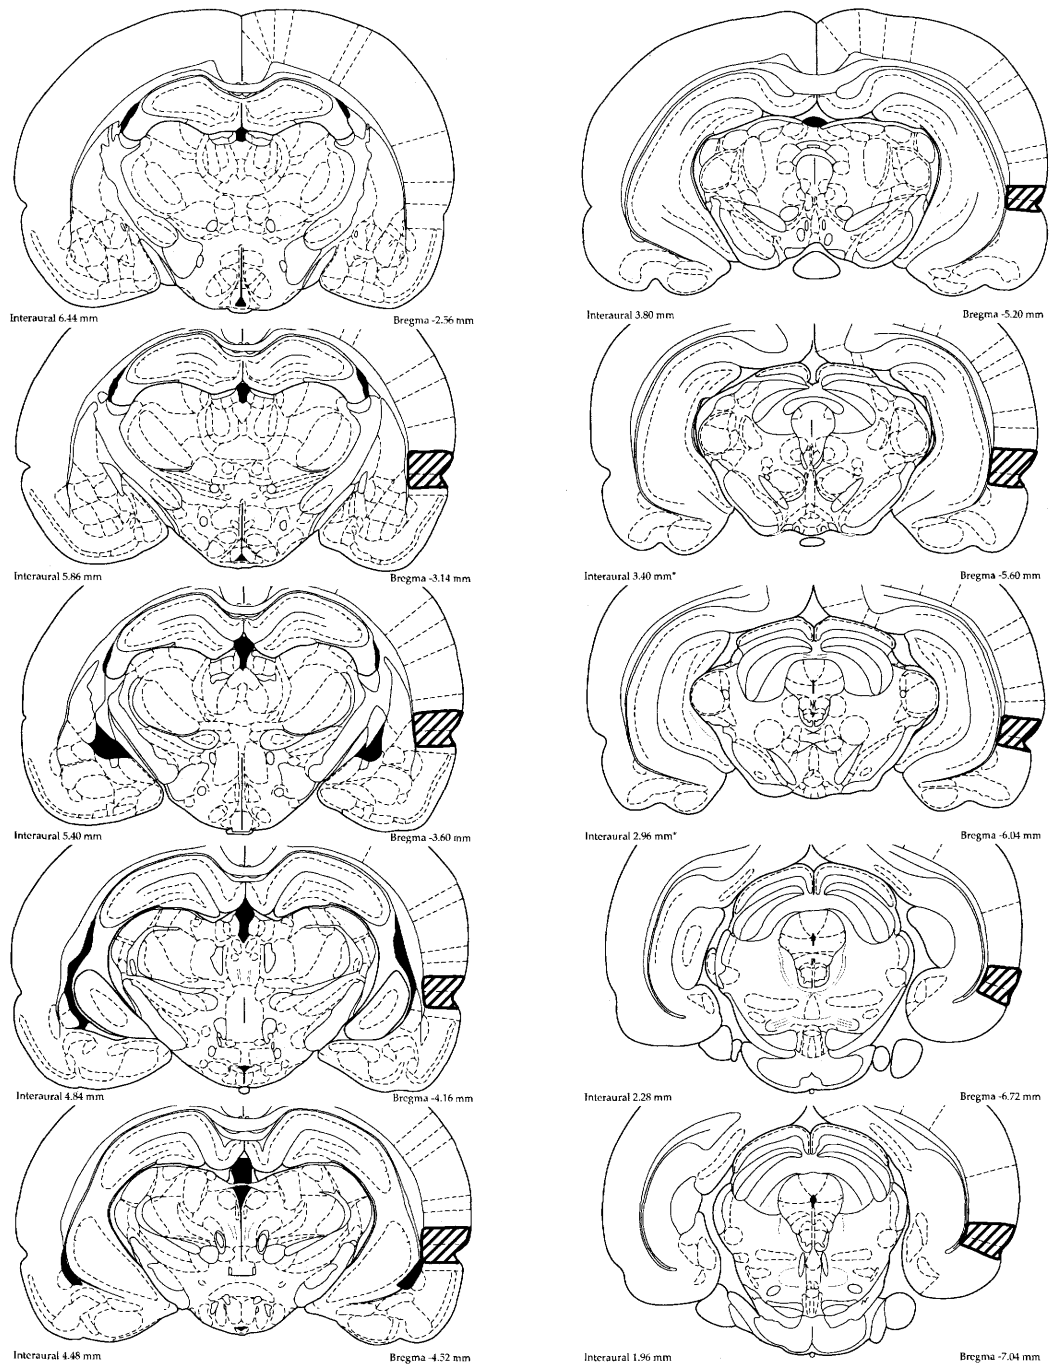 Interaural 6.44 mm
Bregma -2.56 mm
Interaural 5.86 mm
Bregma -3.14 mm
Interaural 5.40 mm
Bregma -3.60 mm
Interaural 4.84 mm
Bregma -4.16 mm
Interaural 4.48 mm
Bregma -4.52 mm
Interaural 3.80 mm
Bregma -5.20 mm
Interaural 3.40 mm*
Bregma -5.60 mm
Interaural 2.96 mm*
Bregma -6.04 mm
Interaural 2.28 mm
Bregma -6.72 mm
Interaural 1.96 mm
Bregma -7.04 mm